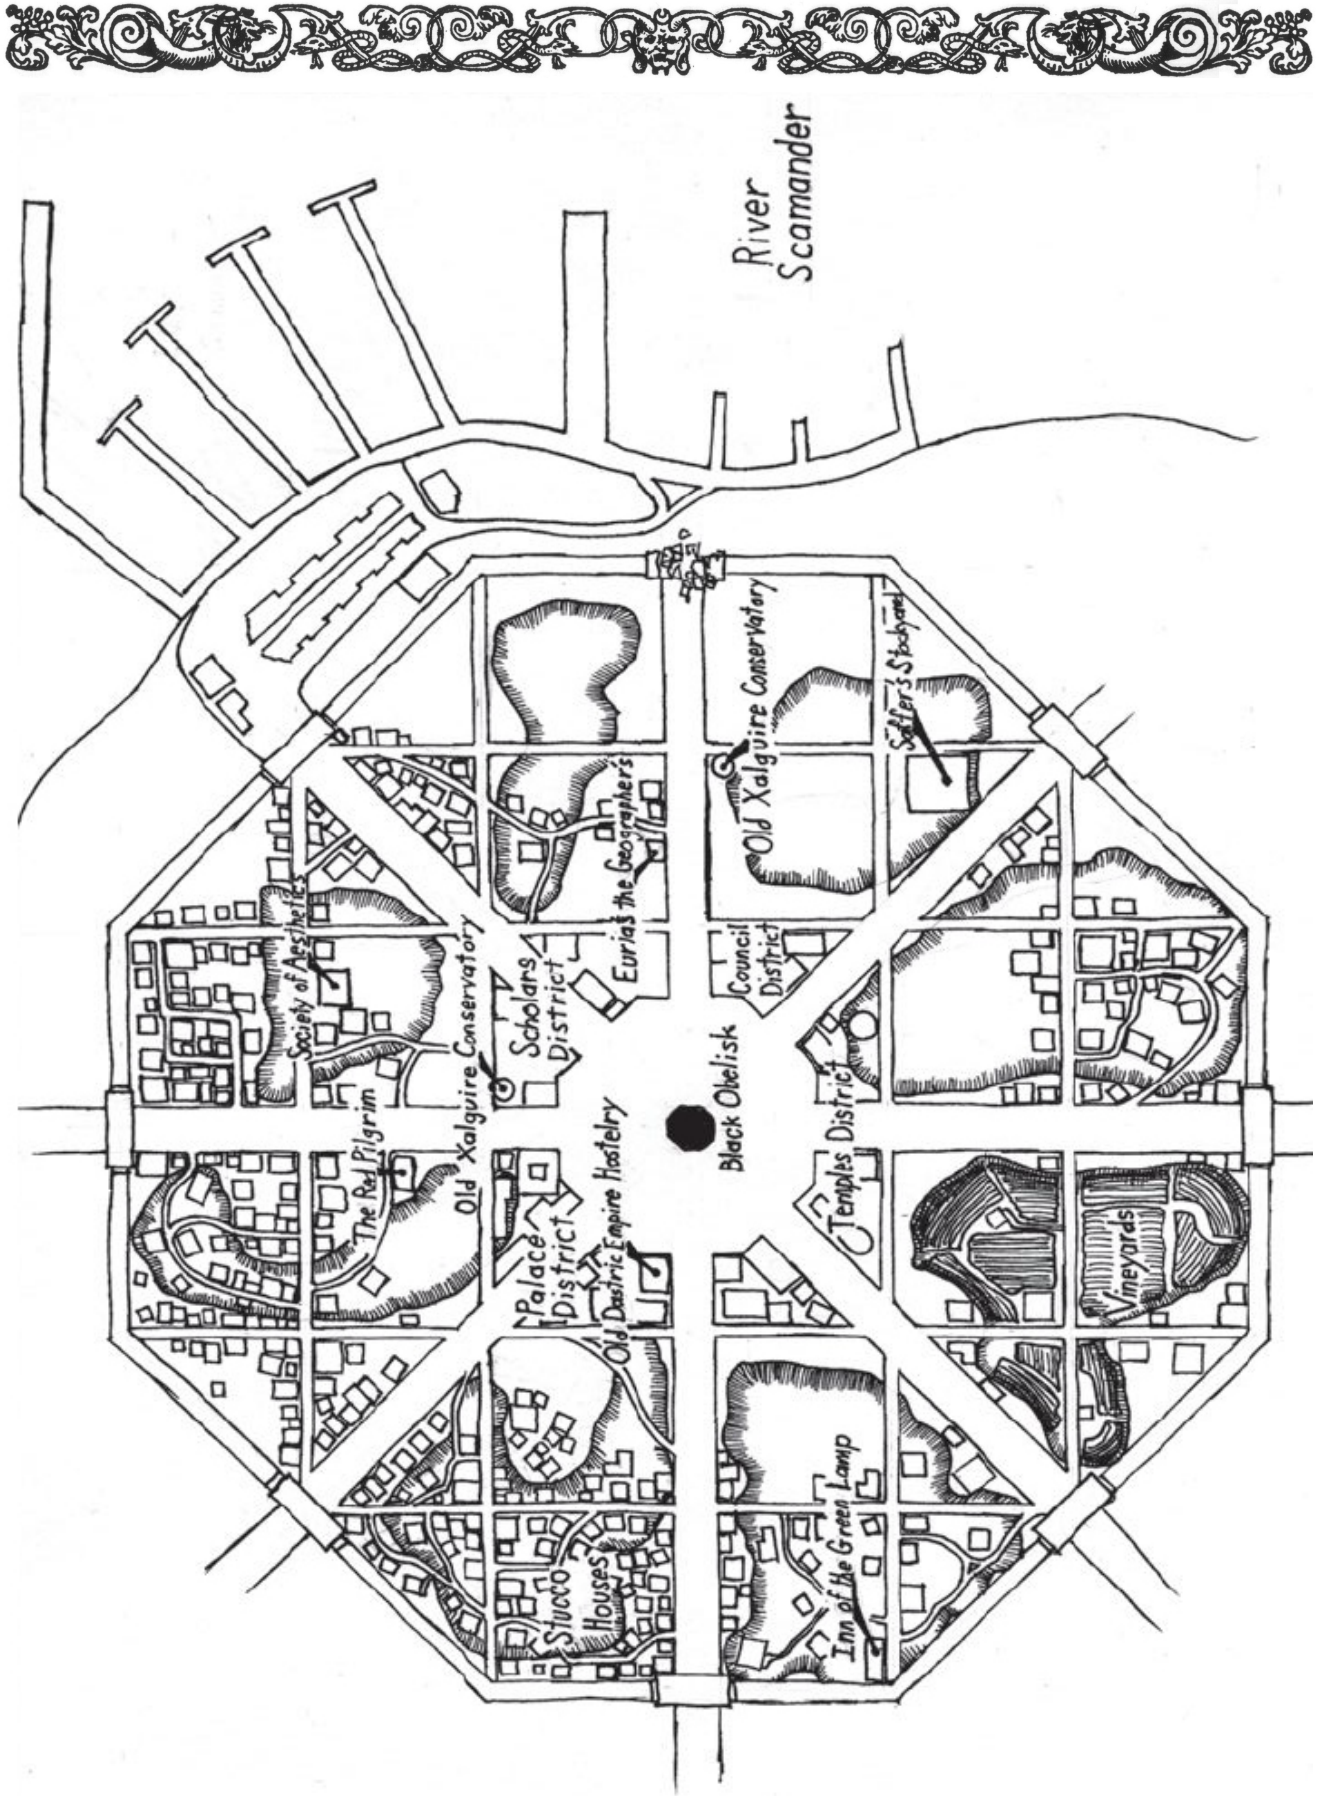 River
Scamander
Old Xalguire Conservatory
Salfer's Stockyard
Eurias the Geographer's
Society of Aesthetics
Old Xalguire Conservatory
Scholars
District
Council
District
The Red Pilgrim
Black Obelisk
Temples District
Palace
District
Old Dastric Empire Hostelry
Vineyards
Stucco
Houses
Inn of the Green Lamp